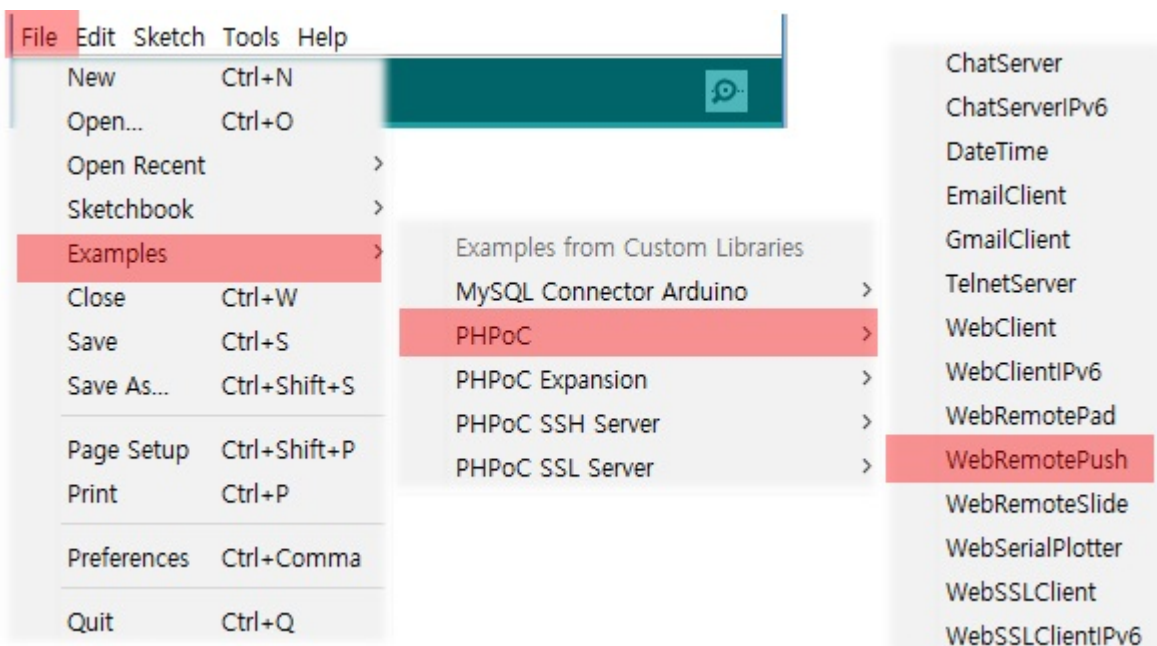 File Edit Sketch Tools Help
New Ctrl+N
Open... Ctrl+O
Open Recent
Sketchbook
Examples
Close Ctrl+W
Save Ctrl+S
Save As... Ctrl+Shift+S
Page Setup Ctrl+Shift+P
Print Ctrl+P
Preferences Ctrl+Comma
Quit Ctrl+Q
Examples from Custom Libraries
MySQL Connector Arduino
PHPoC
PHPoC Expansion
PHPoC SSH Server
PHPoC SSL Server
ChatServer
ChatServerIPv6
DateTime
EmailClient
GmailClient
TelnetServer
WebClient
WebClientIPv6
WebRemotePad
WebRemotePush
WebRemoteSlide
WebSerialPlotter
WebSSLClient
WebSSLClientIPv6